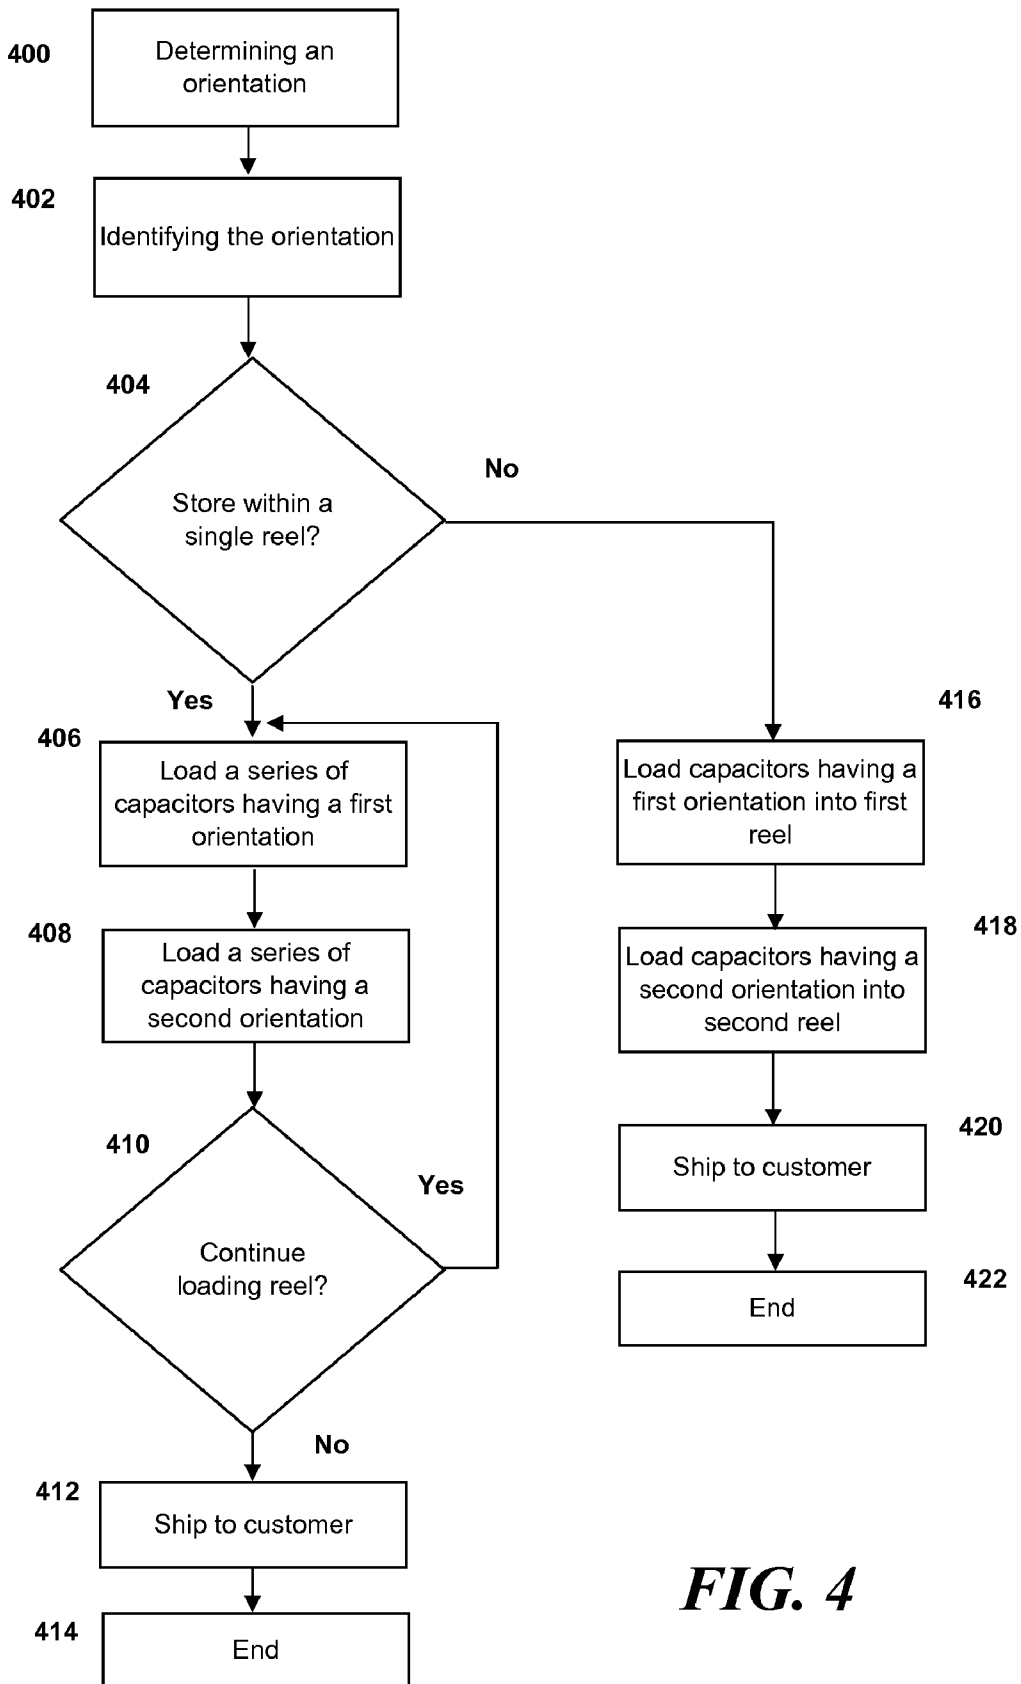 400
Determining an
orientation
402
Identifying the orientation
404
Store within a
single reel?
No
Yes
406
Load a series of
capacitors having a first
orientation
408
Load a series of
capacitors having a
second orientation
410
Continue
loading reel?
Yes
No
412
Ship to customer
414
End
416
Load capacitors having a
first orientation into first
reel
418
Load capacitors having a
second orientation into
second reel
420
Ship to customer
422
End
FIG. 4